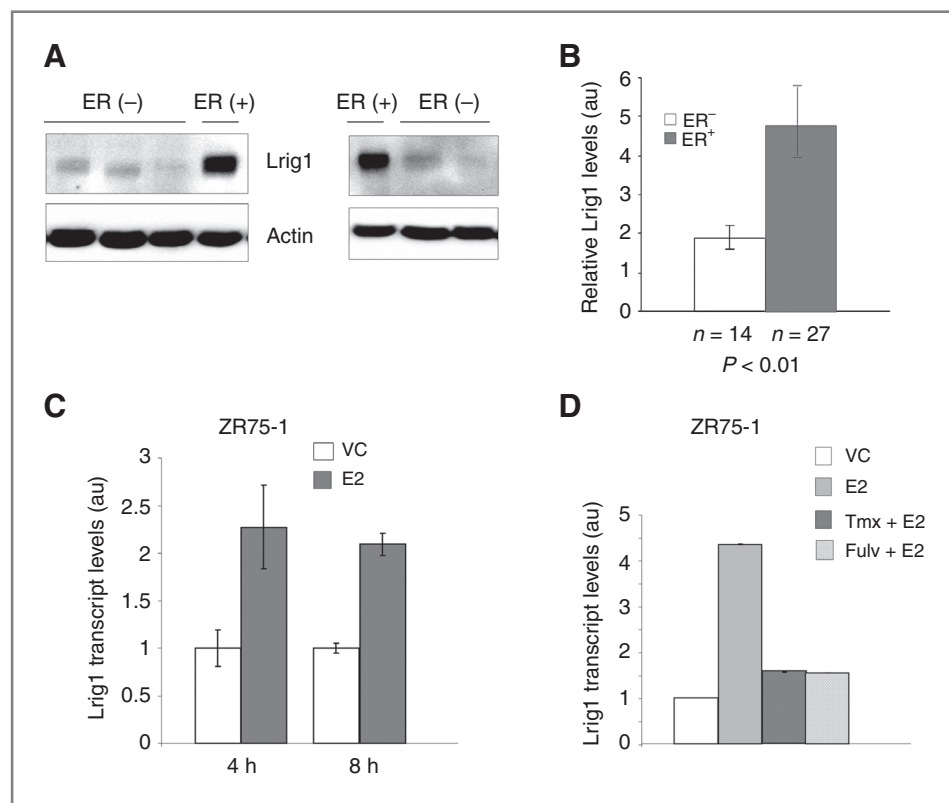 A
ER (–) ER (+) ER (+) ER (–)
Lrig1
Actin
B
Relative Lrig1 levels (au)
6
5
4
3
2
1
0
ER–
ER+
n = 14 n = 27
P < 0.01
C
ZR75-1
VC
E2
Lrig1 transcript levels (au)
3
2.5
2
1
0.5
0
4 h 8 h
D
ZR75-1
VC
E2
Tmx + E2
Fulv + E2
Lrig1 transcript levels (au)
5
4
3
2
1
0